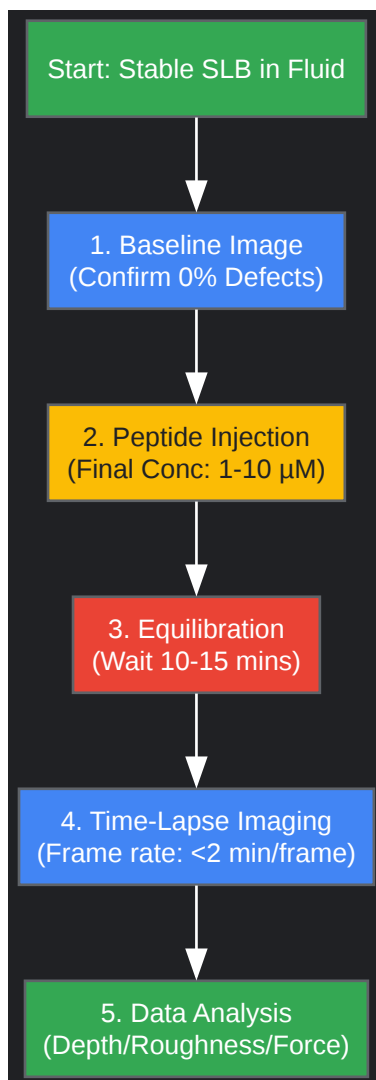 Start: Stable SLB in Fluid
1. Baseline Image
(Confirm 0% Defects)
2. Peptide Injection
(Final Conc: 1-10 µM)
3. Equilibration
(Wait 10-15 mins)
4. Time-Lapse Imaging
(Frame rate: <2 min/frame)
5. Data Analysis
(Depth/Roughness/Force)